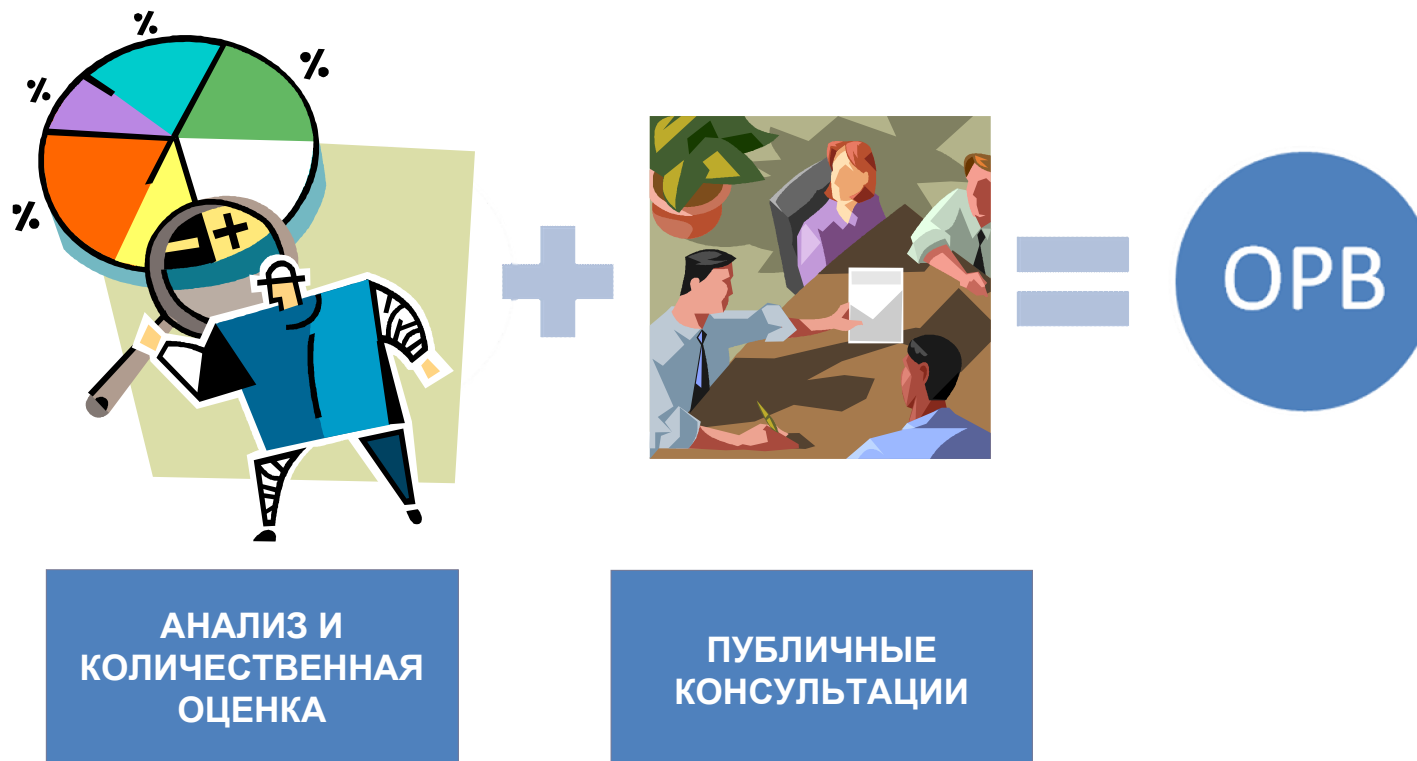 %
%
%
%
ОРВ
АНАЛИЗ И
КОЛИЧЕСТВЕННАЯ
ОЦЕНКА
ПУБЛИЧНЫЕ
КОНСУЛЬТАЦИИ